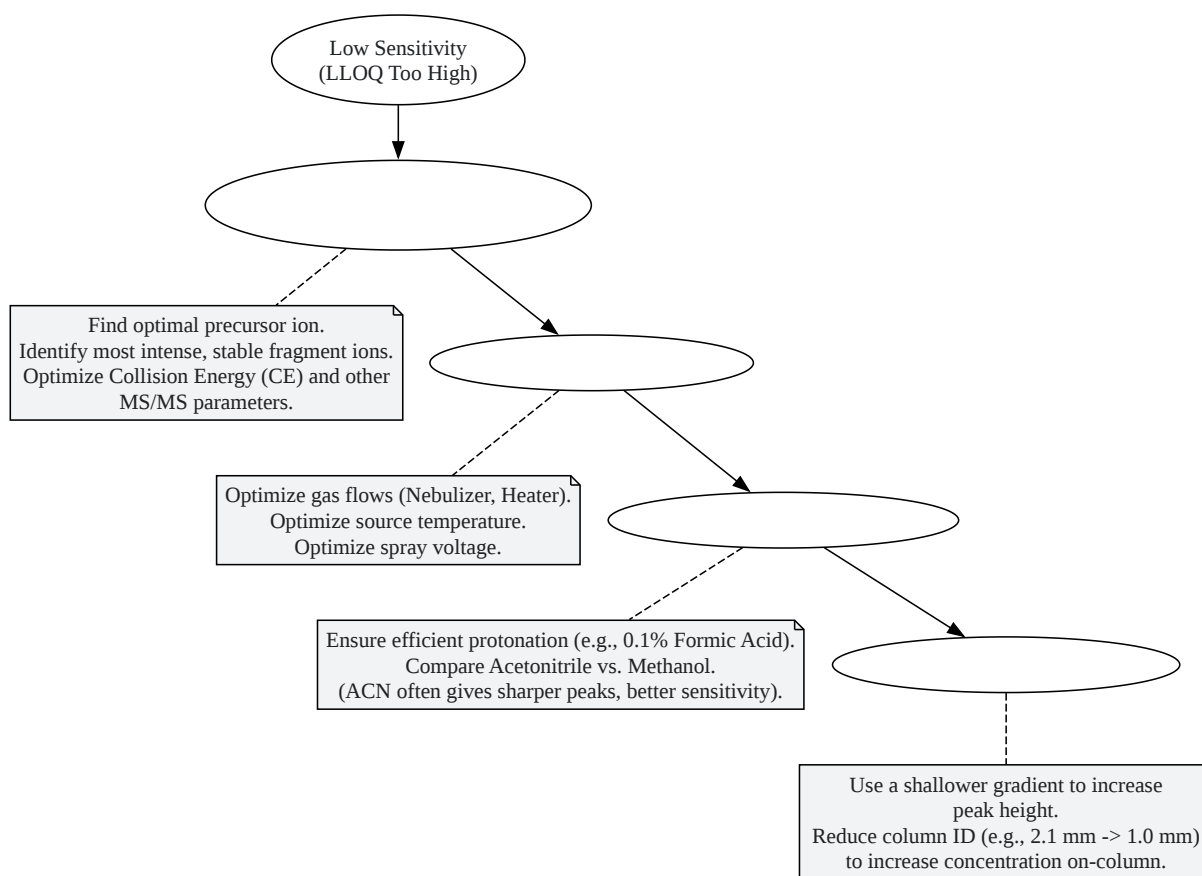 Low Sensitivity
(LLOQ Too High)
Find optimal precursor ion.
Identify most intense, stable fragment ions.
Optimize Collision Energy (CE) and other
MS/MS parameters.
Optimize gas flows (Nebulizer, Heater).
Optimize source temperature.
Optimize spray voltage.
Ensure efficient protonation (e.g., 0.1% Formic Acid).
Compare Acetonitrile vs. Methanol.
(ACN often gives sharper peaks, better sensitivity).
Use a shallower gradient to increase
peak height.
Reduce column ID (e.g., 2.1 mm -> 1.0 mm)
to increase concentration on-column.